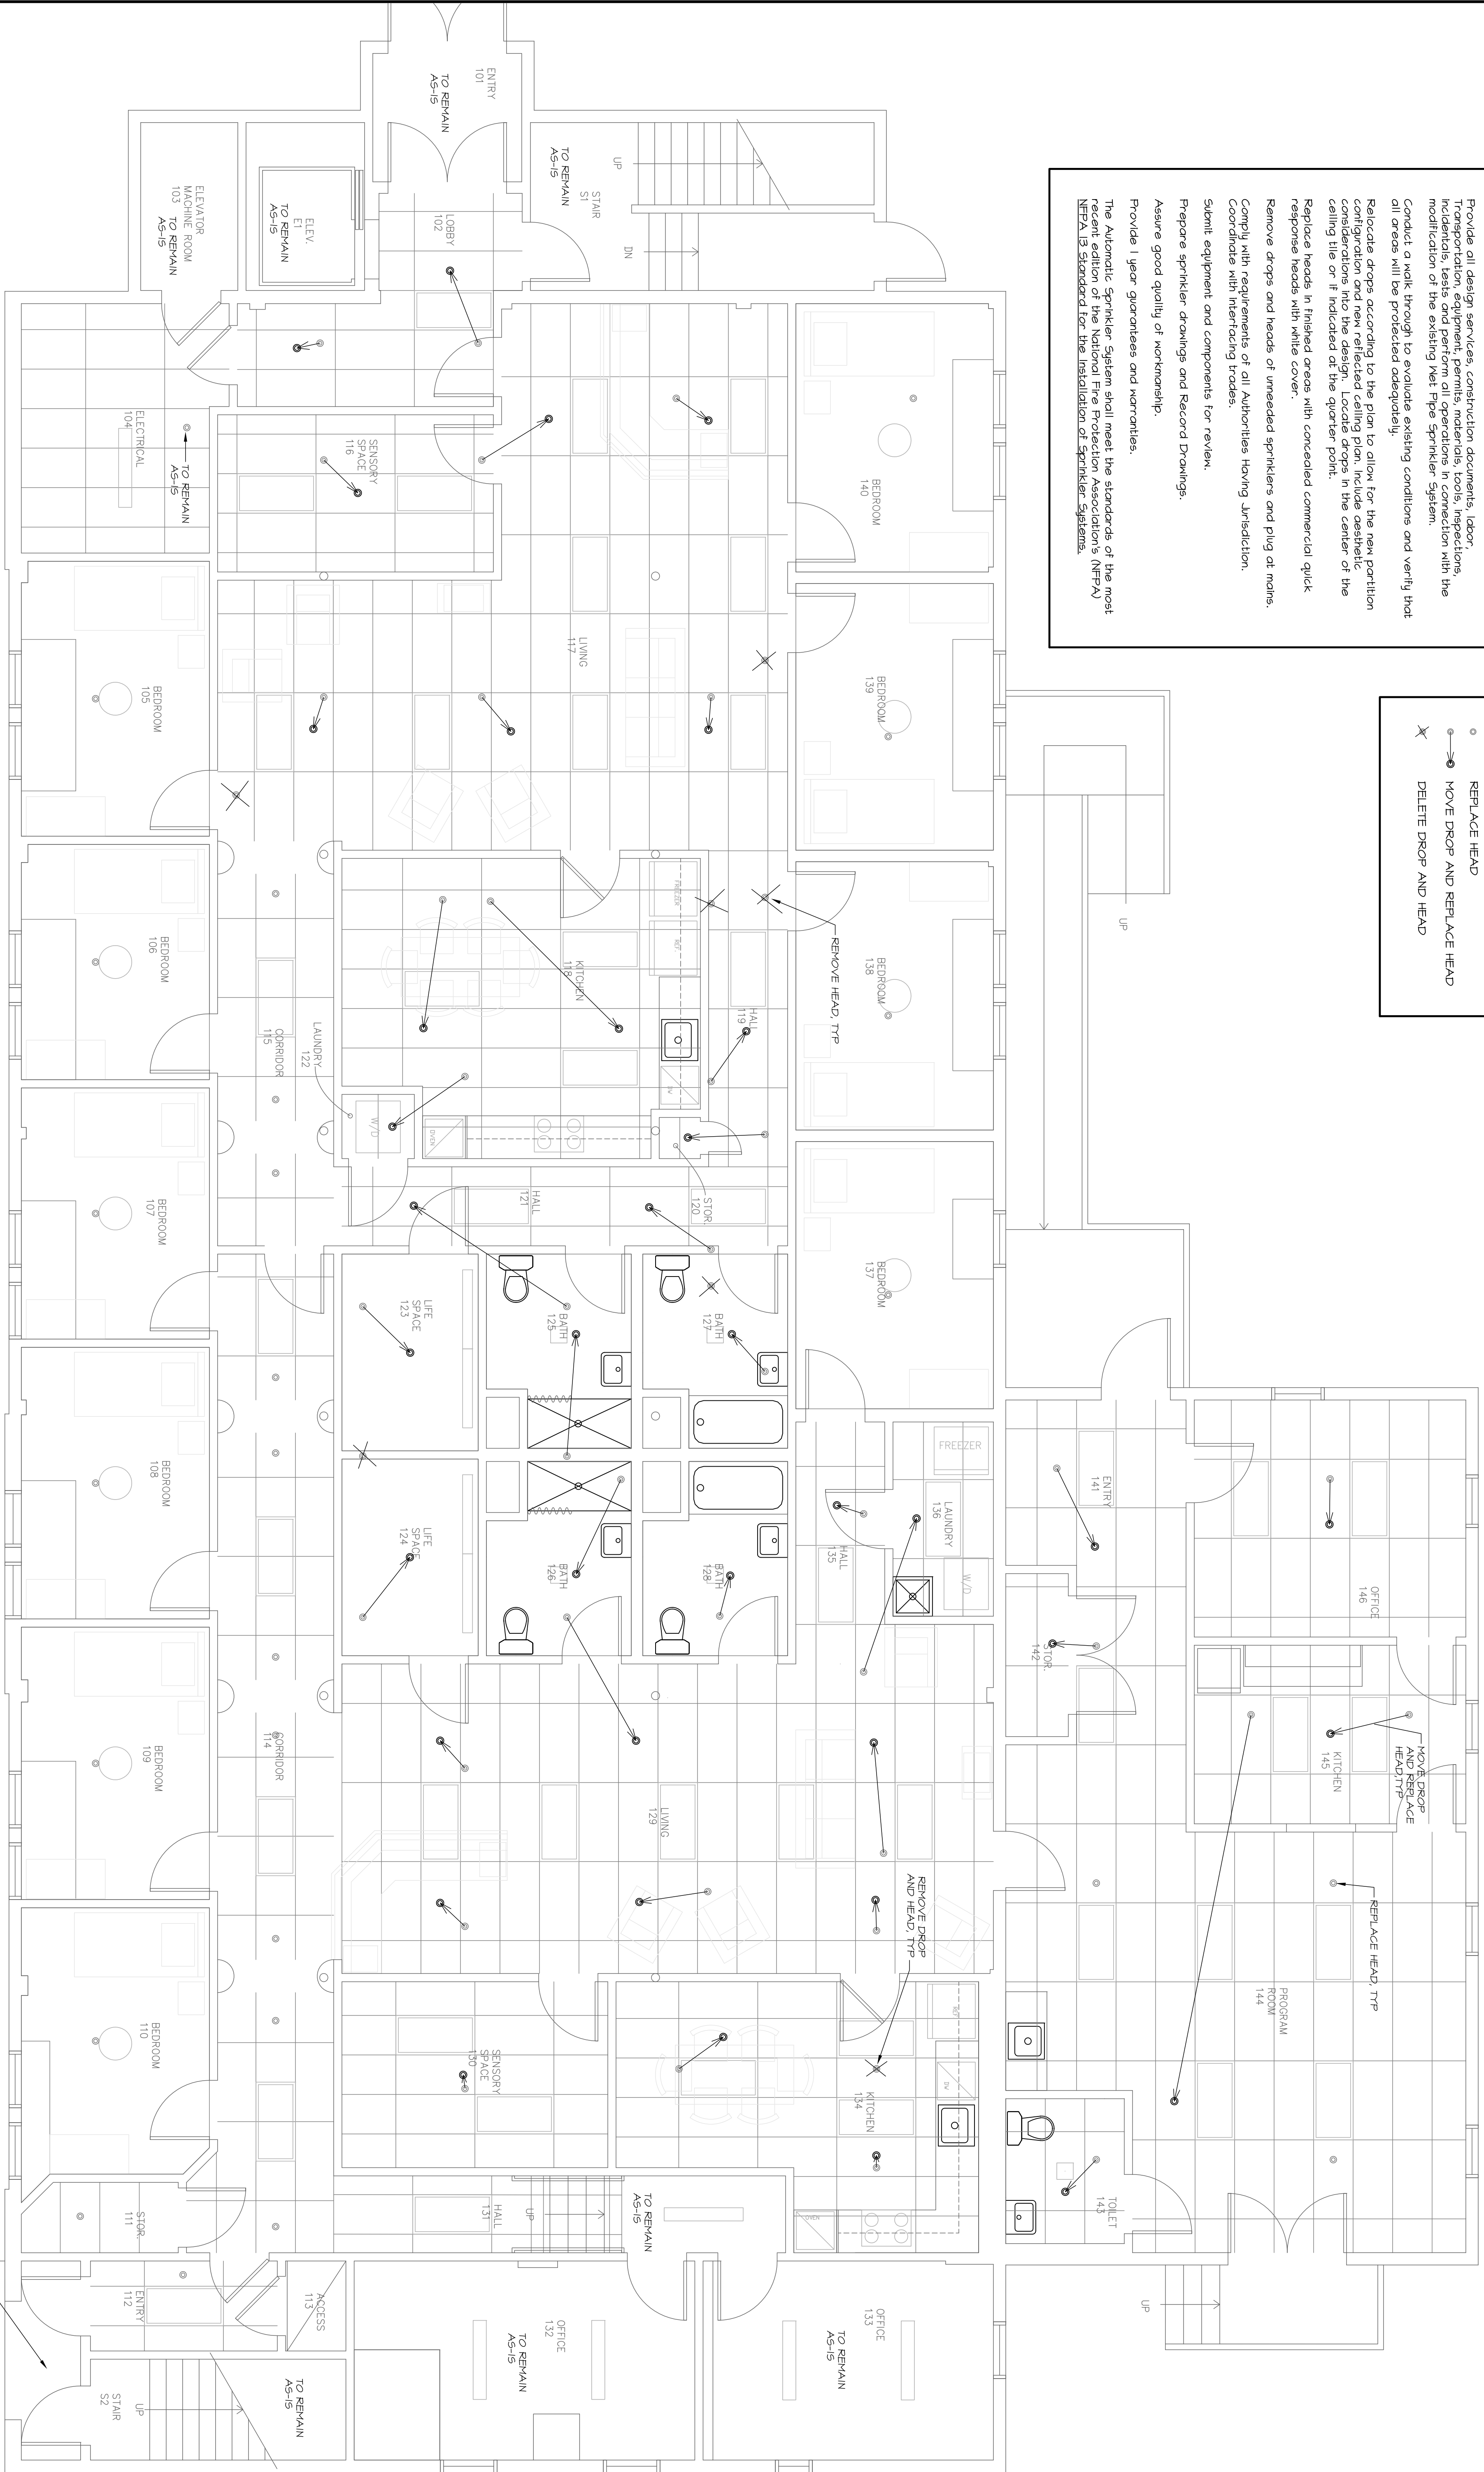 Provide all design services, construction documents, labor,
Transportation, equipment, permits, materials, tools, inspections,
incidentals, tests and perform all operations in connection with the
modification of the existing Wet Pipe Sprinkler System.
Conduct a walk through to evaluate existing conditions and verify that
all areas will be protected adequately.
Relocate drops according to the plan to allow for the new partition
configuration and new reflected ceiling plan. Include aesthetic
considerations into the design. Locate drops in the center of the
ceiling tile or if indicated at the quarter point.
Replace heads in finished areas with concealed commercial quick
response heads with white cover.
Remove drops and heads of unneeded sprinklers and plug at mains.
Comply with requirements of all Authorities Having Jurisdiction.
Coordinate with interfacing trades.
Submit equipment and components for review.
Prepare sprinkler drawings and Record Drawings.
Assure good quality of workmanship.
Provide 1 year guarantees and warranties.
The Automatic Sprinkler System shall meet the standards of the most
recent edition of the National Fire Protection Association's (NFPA)
NFPA 13 Standard for the Installation of Sprinkler Systems.
REPLACE HEAD
MOVE DROP AND REPLACE HEAD
DELETE DROP AND HEAD
ENTRY
101
TO REMAIN
AS-IS
STAIR
S1
TO REMAIN
AS-IS
UP
DN
LOBBY
102
ELEV.
E1
TO REMAIN
AS-IS
ELEVATOR
MACHINE ROOM
103
TO REMAIN
AS-IS
ELECTRICAL
104
TO REMAIN
AS-IS
SENSORY
SPACE
116
BEDROOM
140
BEDROOM
139
BEDROOM
138
BEDROOM
137
LIVING
117
BEDROOM
105
BEDROOM
106
BEDROOM
107
BEDROOM
108
BEDROOM
109
BEDROOM
110
CORRIDOR
115
LAUNDRY
122
W/D
KITCHEN
118
FREEZER
REF.
DW
OVEN
HALL
119
REMOVE HEAD, TYP
UP
STOR.
120
HALL
121
LIFE
SPACE
123
LIFE
SPACE
124
BATH
125
BATH
127
BATH
126
BATH
128
FREEZER
LAUNDRY
136
W/D
HALL
135
ENTRY
141
OFFICE
146
STOR.
142
KITCHEN
145
MOVE DROP
AND REPLACE
HEAD,TYP
REPLACE HEAD, TYP
PROGRAM
ROOM
144
TOILET
143
UP
CORRIDOR
114
LIVING
129
REMOVE DROP
AND HEAD, TYP
SENSORY
SPACE
130
KITCHEN
134
REF.
DW
OVEN
HALL
131
UP
TO REMAIN
AS-IS
STOR.
111
ENTRY
112
ACCESS
113
OFFICE
132
TO REMAIN
AS-IS
OFFICE
133
TO REMAIN
AS-IS
STAIR
S2
UP
TO REMAIN
AS-IS